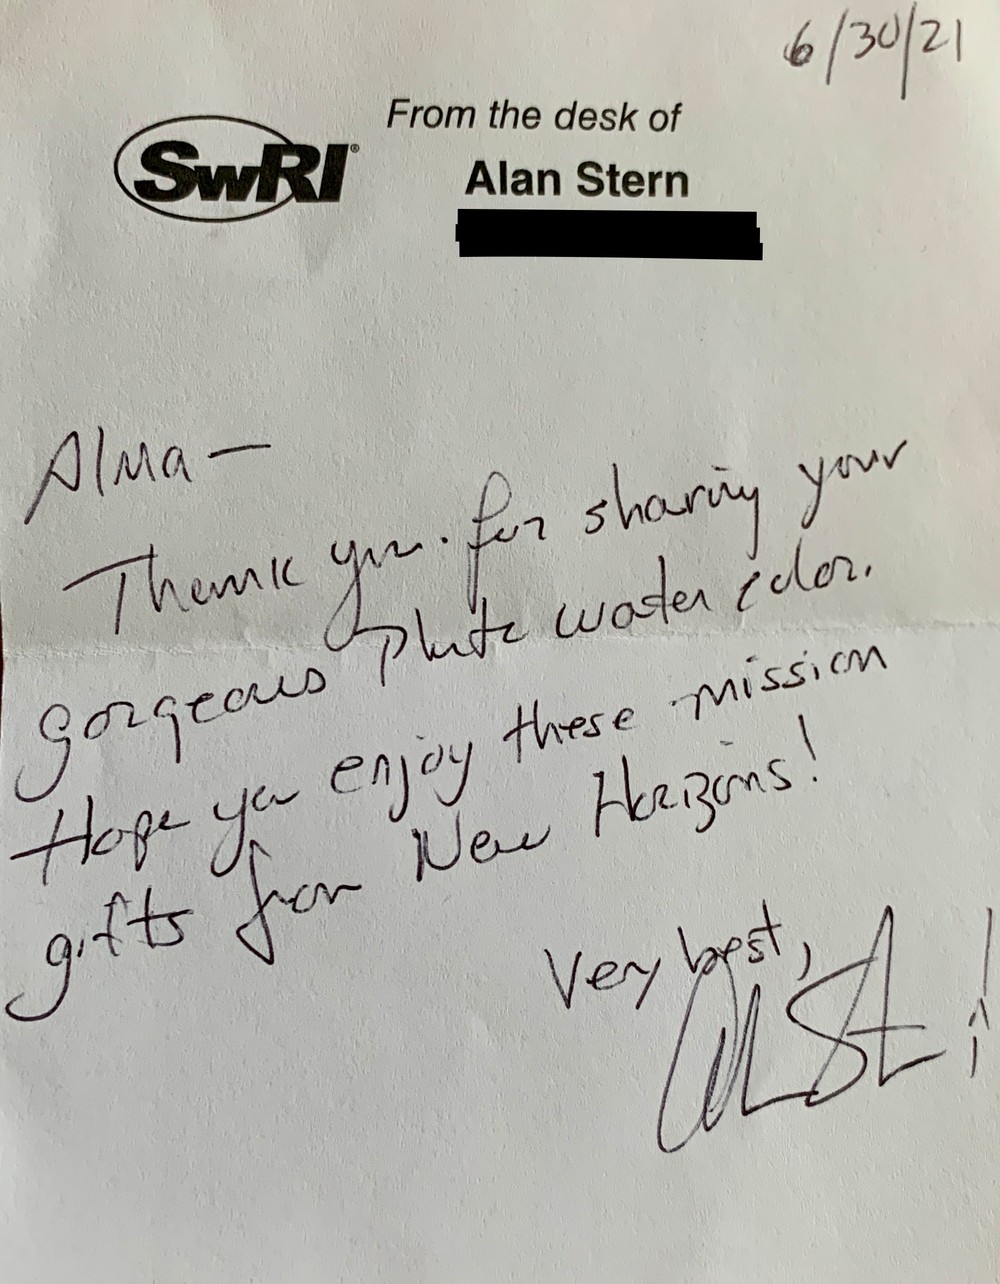 6/30/21
From the desk of
SwRI®
Alan Stern
Alma —
Thank you for sharing your
gorgeous Pluto water color.
Hope you enjoy these mission
gifts from New Horizons!
Very best,